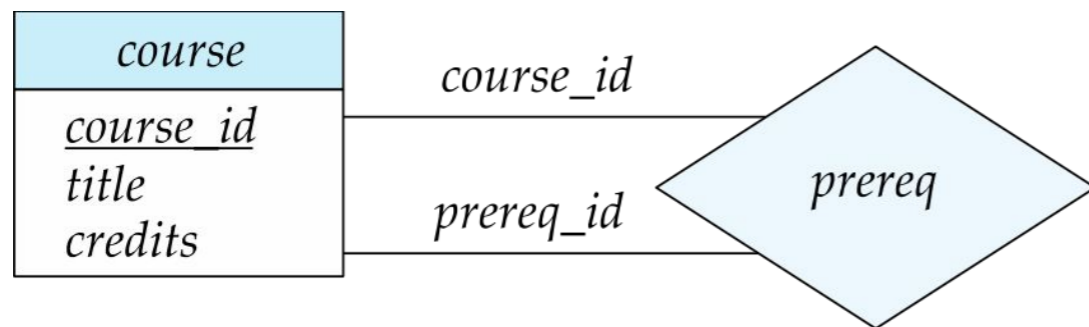 course
course_id
title
credits
course_id
prereq_id
prereq